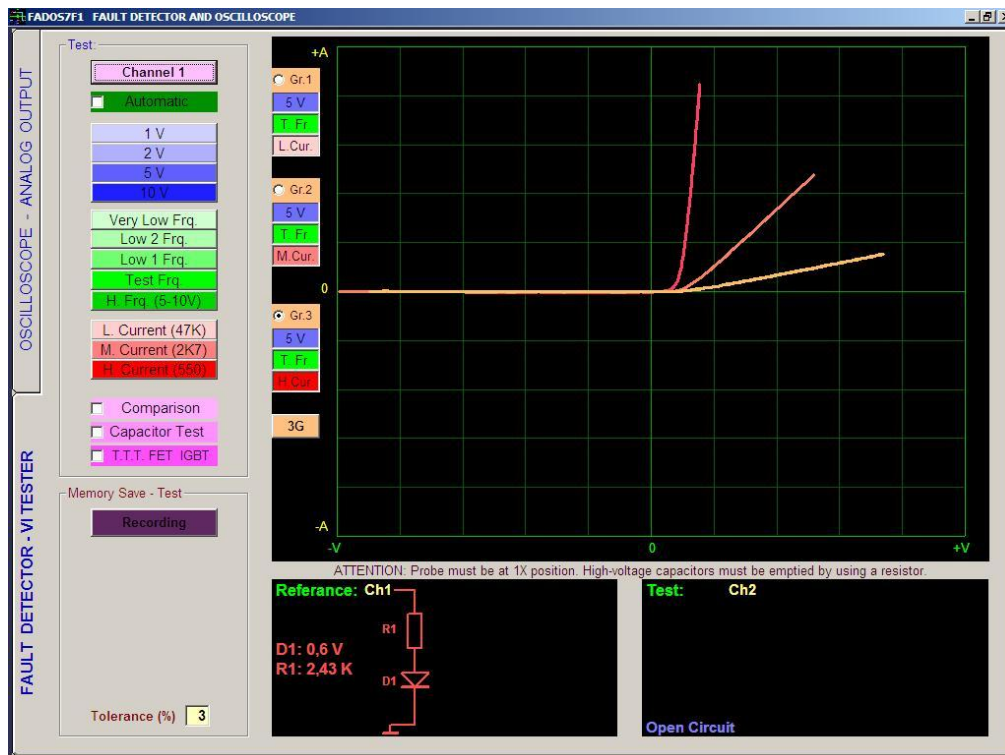 FADOS7F1 FAULT DETECTOR AND OSCILLOSCOPE
OSCILLOSCOPE - ANALOG OUTPUT
FAULT DETECTOR - VI TESTER
Test:
Channel 1
Automatic
1 V
2 V
5 V
10 V
Very Low Frq.
Low 2 Frq.
Low 1 Frq.
Test Frq.
H. Frq. (5-10V)
L. Current (47K)
M. Current (2K7)
H. Current (550)
Comparison
Capacitor Test
T.T.T. FET IGBT
Memory Save - Test
Recording
Tolerance (%) 3
Gr.1
5 V
T. Fr
L.Cur.
Gr.2
5 V
T. Fr
M.Cur.
Gr.3
5 V
T. Fr
H.Cur.
3G
+A
0
-A
-V
0
+V
ATTENTION: Probe must be at 1X position. High-voltage capacitors must be emptied by using a resistor.
Referance: Ch1
R1
D1: 0,6 V
R1: 2,43 K
D1
Test: Ch2
Open Circuit